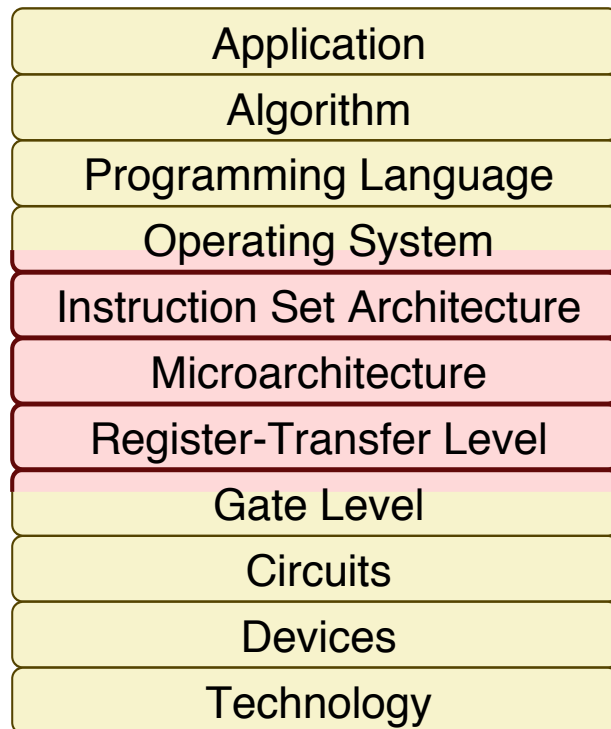 Application
Algorithm
Programming Language
Operating System
Instruction Set Architecture
Microarchitecture
Register-Transfer Level
Gate Level
Circuits
Devices
Technology